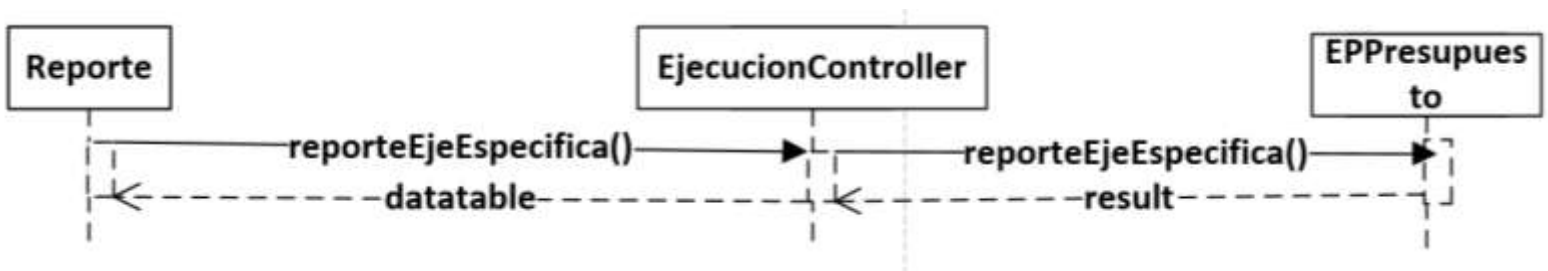 Reporte
EjecucionController
EPPresupues
to
reporteEjeEspecifica()
reporteEjeEspecifica()
datatable
result